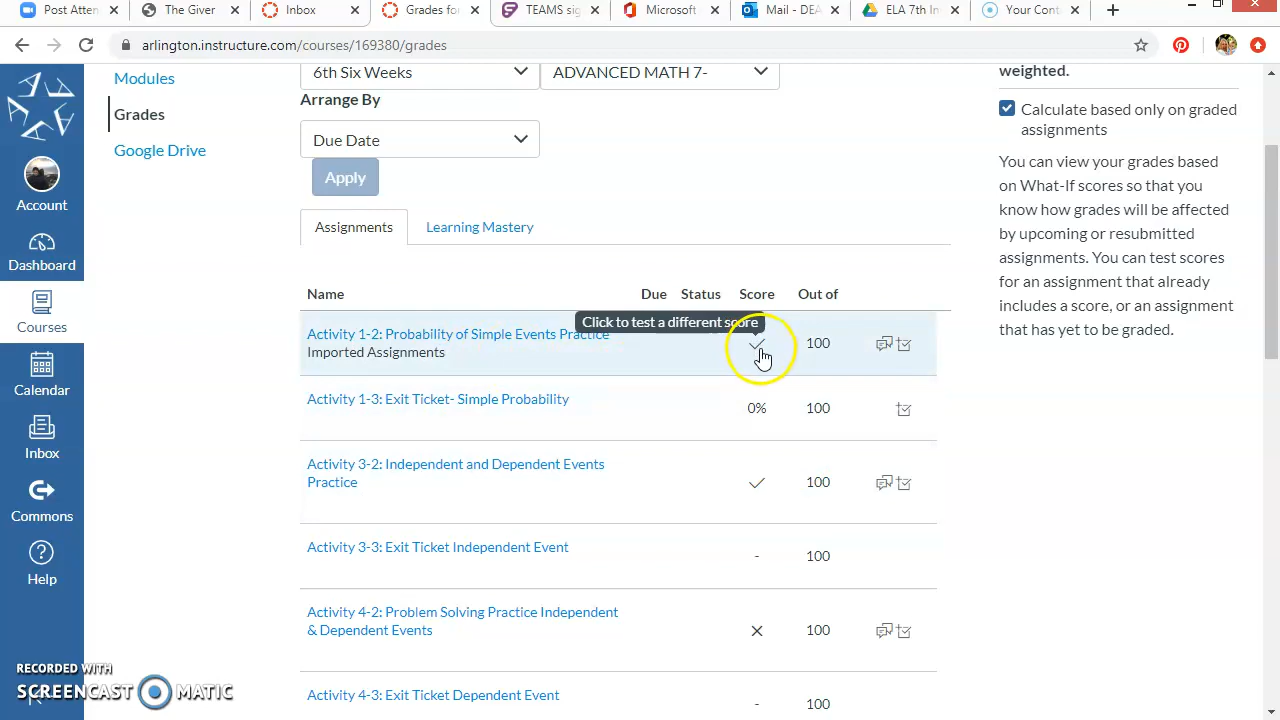 Post Atten
The Giver
Inbox
Grades for
TEAMS sig
Microsoft
Mail - DEA
ELA 7th In
Your Cont
arlington.instructure.com/courses/169380/grades
Modules
Grades
Google Drive
Account
Dashboard
Courses
Calendar
Inbox
Commons
Help
6th Six Weeks
ADVANCED MATH 7-
Arrange By
Due Date
Apply
Assignments
Learning Mastery
Name Due Status Score Out of
Click to test a different score
Activity 1-2: Probability of Simple Events Practice
Imported Assignments
100
Activity 1-3: Exit Ticket- Simple Probability
0% 100
Activity 3-2: Independent and Dependent Events
Practice
100
Activity 3-3: Exit Ticket Independent Event
- 100
Activity 4-2: Problem Solving Practice Independent
& Dependent Events
100
Activity 4-3: Exit Ticket Dependent Event
- 100
weighted.
Calculate based only on graded
assignments
You can view your grades based
on What-If scores so that you
know how grades will be affected
by upcoming or resubmitted
assignments. You can test scores
for an assignment that already
includes a score, or an assignment
that has yet to be graded.
RECORDED WITH
SCREENCAST MATIC